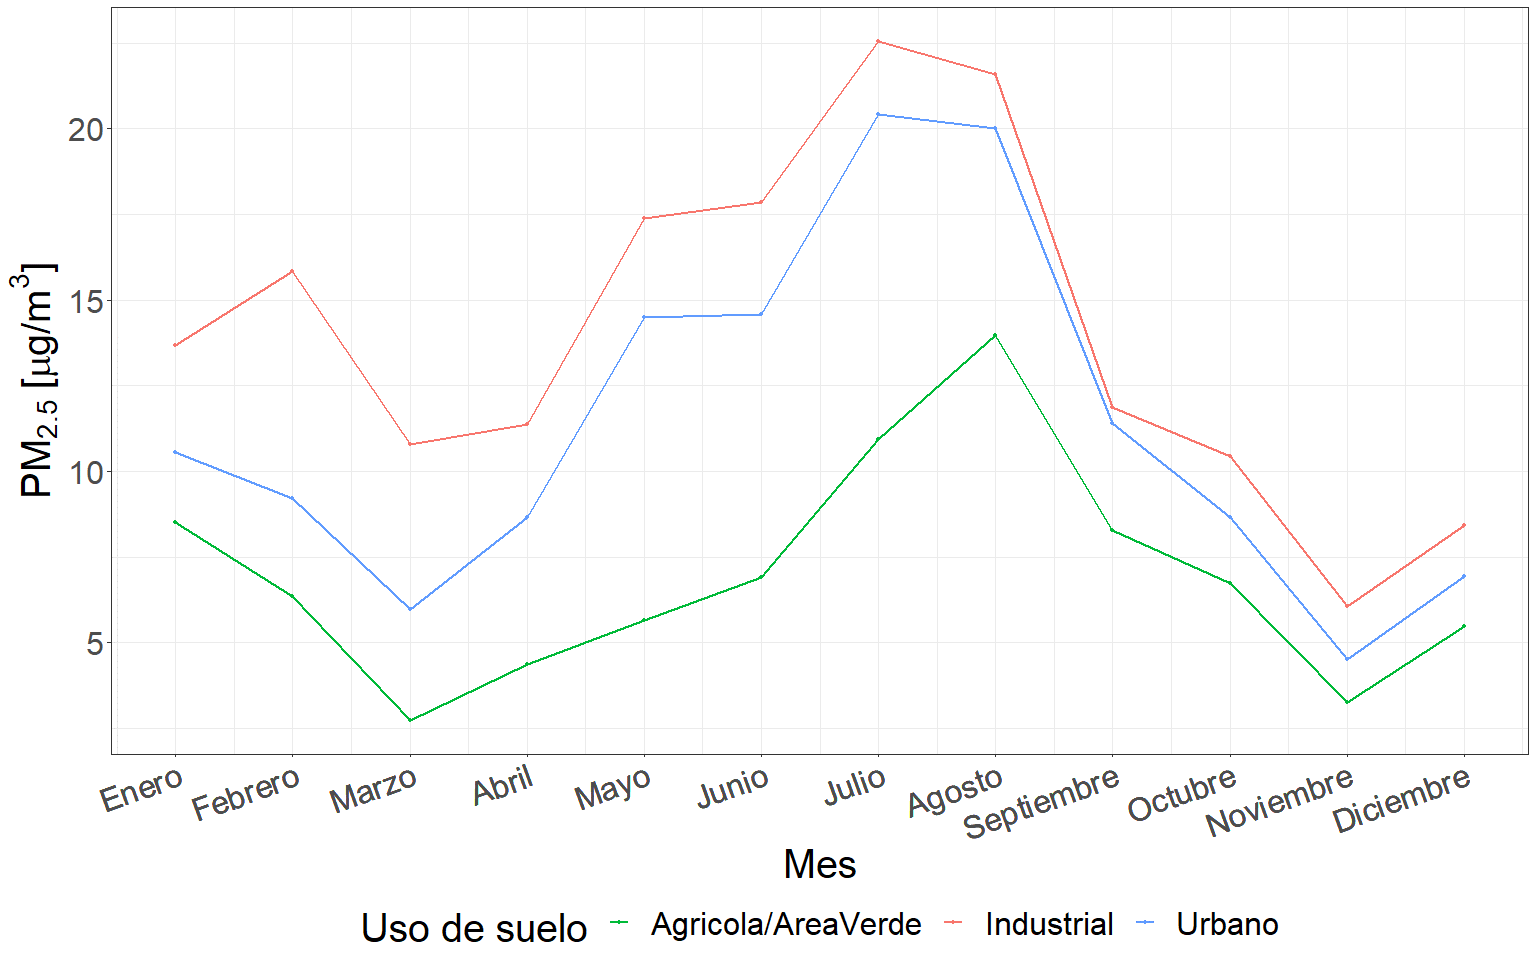 PM2.5 [µg/m3]
20
15
10
5
Enero
Febrero
Marzo
Abril
Mayo
Junio
Julio
Agosto
Septiembre
Octubre
Noviembre
Diciembre
Mes
Uso de suelo Agricola/AreaVerde Industrial Urbano